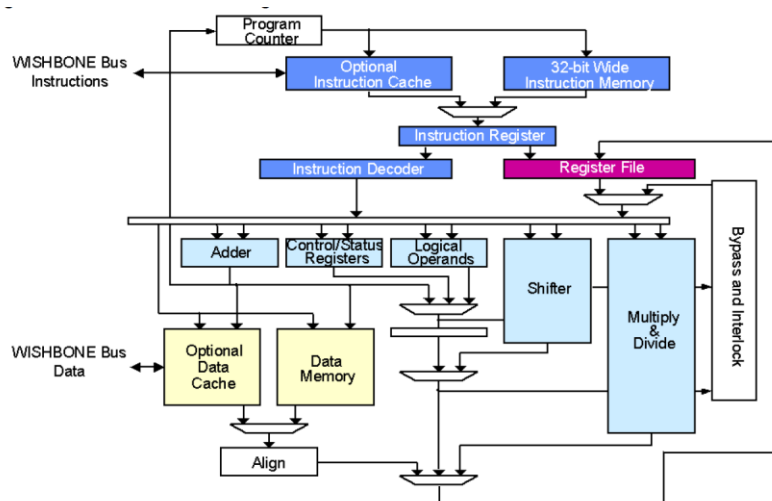 Program
Counter
WISHBONE Bus
Instructions
Optional
Instruction Cache
32-bit Wide
Instruction Memory
Instruction Register
Instruction Decoder
Register File
Adder
Control/Status
Registers
Logical
Operands
Shifter
Multiply
&
Divide
Bypass and Interlock
WISHBONE Bus
Data
Optional
Data
Cache
Data
Memory
Align